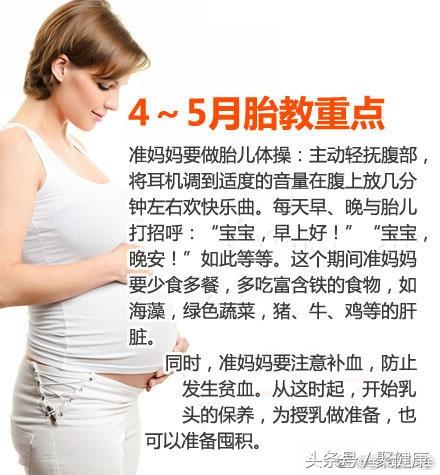 4～5月胎教重点
准妈妈要做胎儿体操：主动轻抚腹部，
将耳机调到适度的音量在腹上放几分
钟左右欢快乐曲。每天早、晚与胎儿
打招呼：“宝宝，早上好！”“宝宝，
晚安！”如此等等。这个期间准妈妈
要少食多餐，多吃富含铁的食物，如
海藻，绿色蔬菜，猪、牛、鸡等的肝
脏。
同时，准妈妈要注意补血，防止
发生贫血。从这时起，开始乳
头的保养，为授乳做准备，也
可以准备囤积。
头条号／聚健康